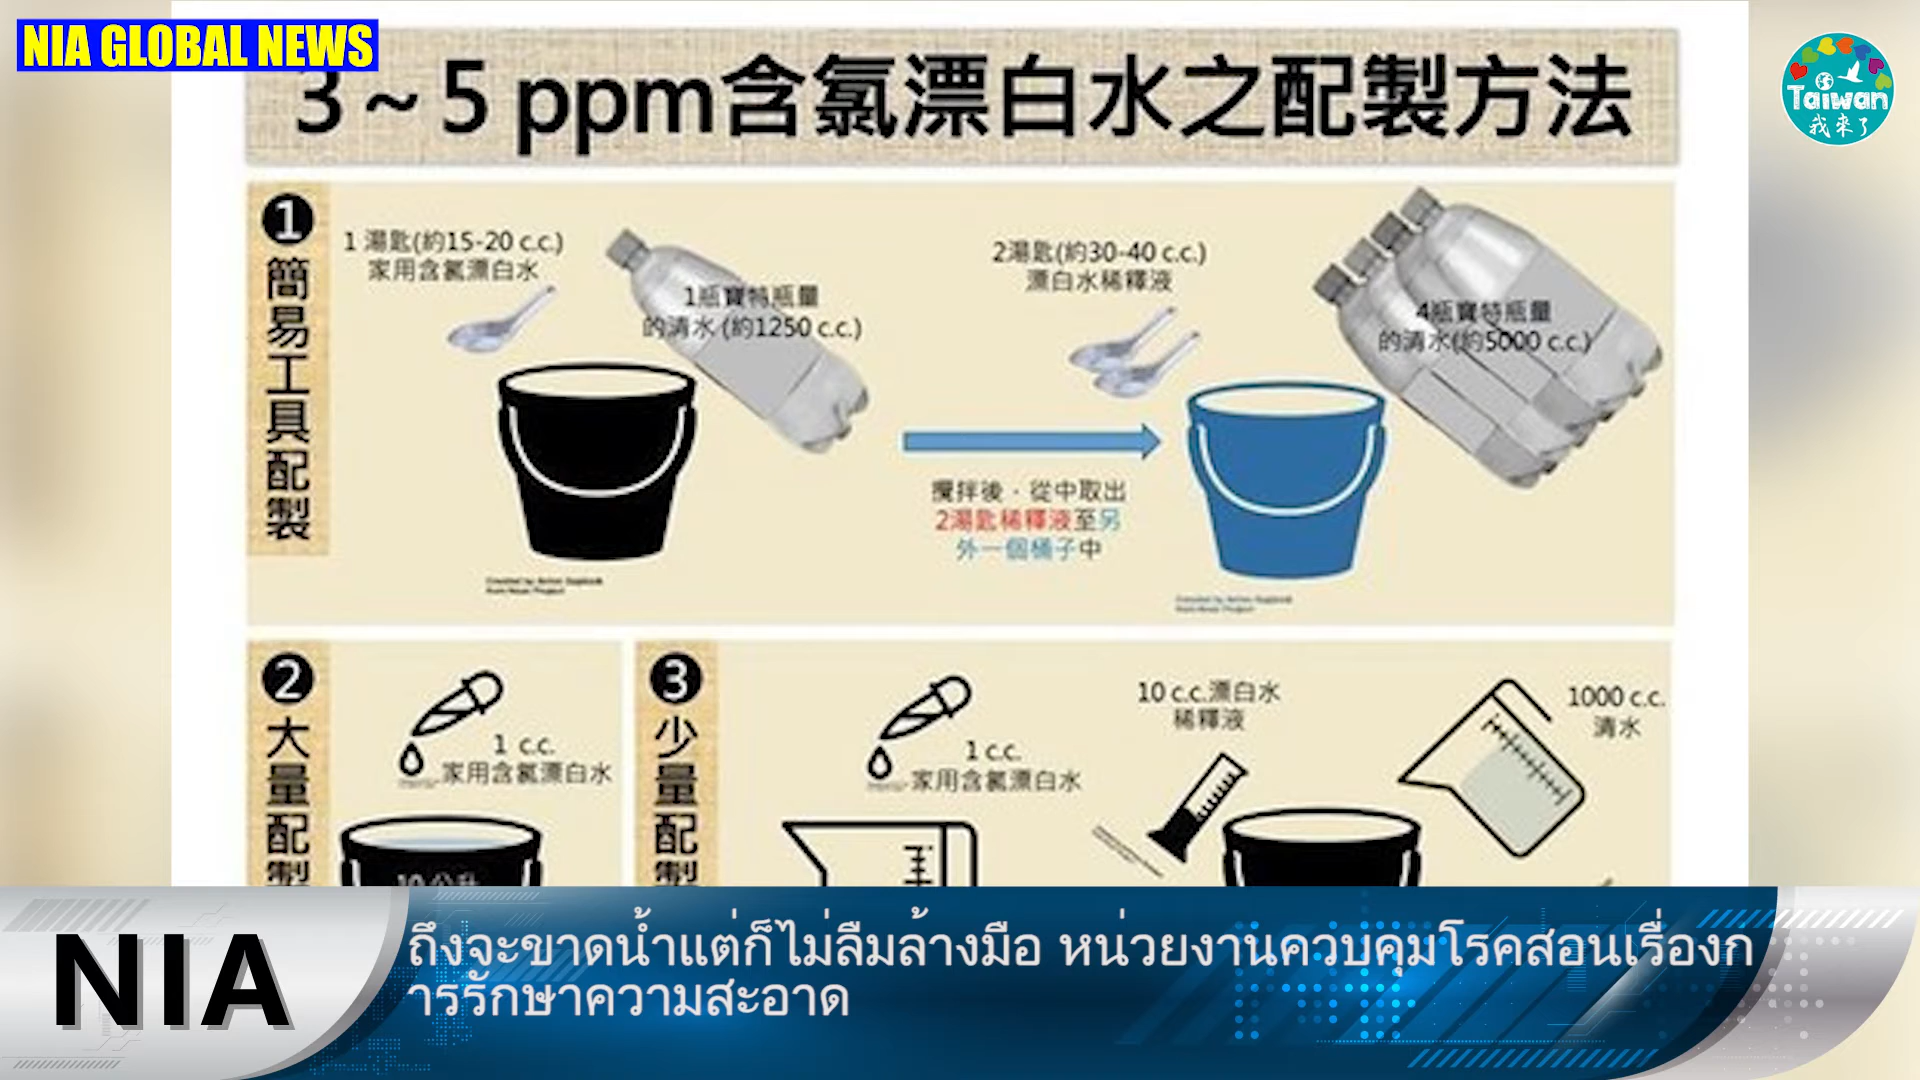 NIA GLOBAL NEWS
Taiwan
我來了
3~5 ppm含氯漂白水之配製方法
1
簡易工具配製
1 湯匙(約15-20 c.c.)
家用含氯漂白水
1瓶寶特瓶量
的清水 (約1250 c.c.)
攪拌後，從中取出
2湯匙稀釋液至另
外一個桶子中
2湯匙(約30-40 c.c.)
漂白水稀釋液
4瓶寶特瓶量
的清水(約5000 c.c.)
2
大量配製
1 c.c.
家用含氯漂白水
10 公升
3
少量配製
1 c.c.
家用含氯漂白水
10 c.c.漂白水
稀釋液
1000 c.c.
清水
NIA
ถึงจะขาดน้ำแต่ก็ไม่ลืมล้างมือ หน่วยงานควบคุมโรคสอนเรื่องก
ารรักษาความสะอาด